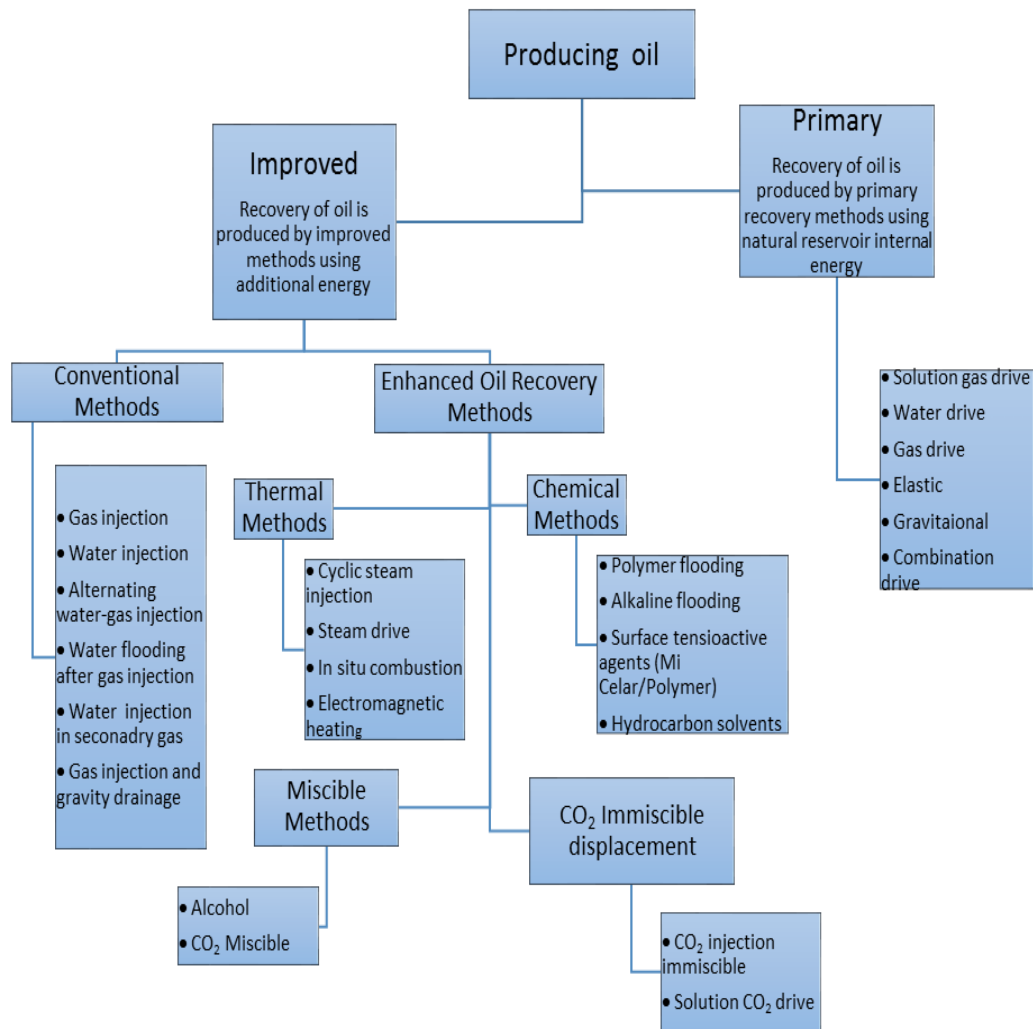 Producing oil
Improved
Recovery of oil is
produced by improved
methods using
additional energy
Primary
Recovery of oil is
produced by primary
recovery methods using
natural reservoir internal
energy
Conventional
Methods
Enhanced Oil Recovery
Methods
• Solution gas drive
• Water drive
• Gas drive
• Elastic
• Gravitaional
• Combination
drive
• Gas injection
• Water injection
• Alternating
water-gas injection
• Water flooding
after gas injection
• Water injection
in seconadry gas
• Gas injection and
gravity drainage
Thermal
Methods
• Cyclic steam
injection
• Steam drive
• In situ combustion
• Electromagnetic
heating
Chemical
Methods
• Polymer flooding
• Alkaline flooding
• Surface tensioactive
agents (Mi
Celar/Polymer)
• Hydrocarbon solvents
Miscible
Methods
• Alcohol
• CO₂ Miscible
CO₂ Immiscible
displacement
• CO₂ injection
immiscible
• Solution CO₂ drive